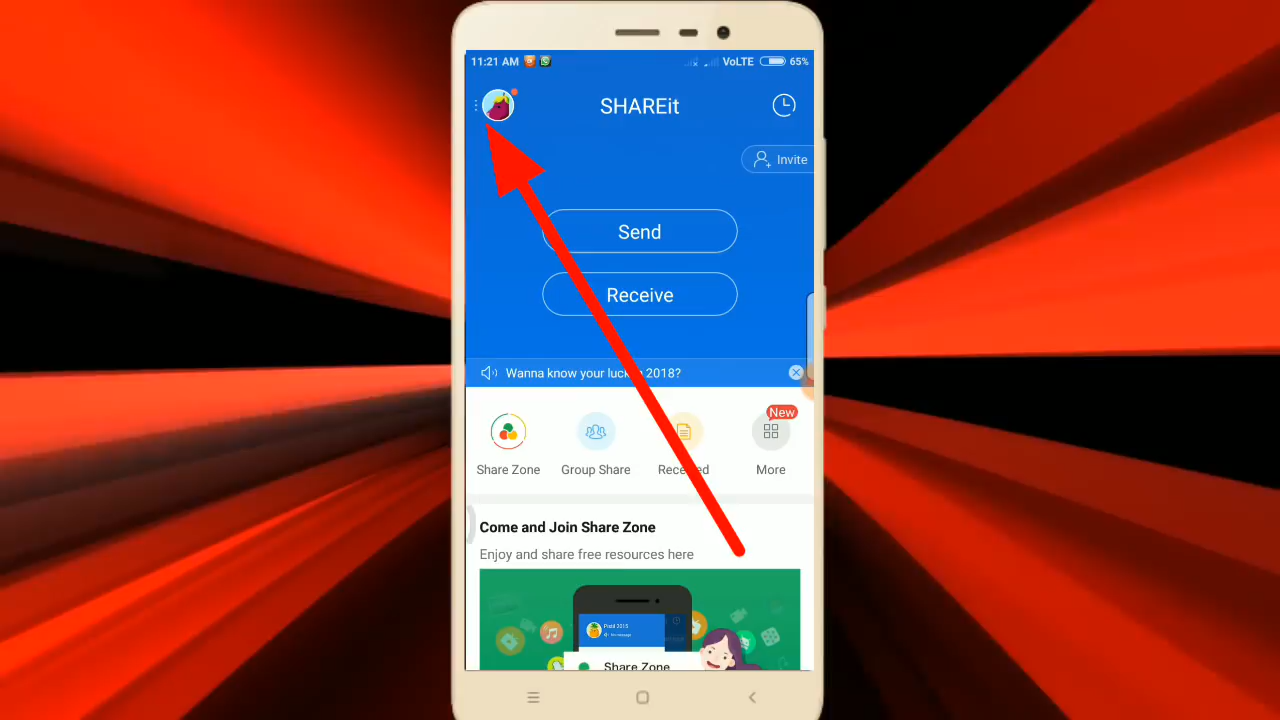 11:21 AM VoLTE 65%
SHAREit
Invite
Send
Receive
Wanna know your luck 2018?
New
Share Zone Group Share More
Come and Join Share Zone
Enjoy and share free resources here
Share Zone